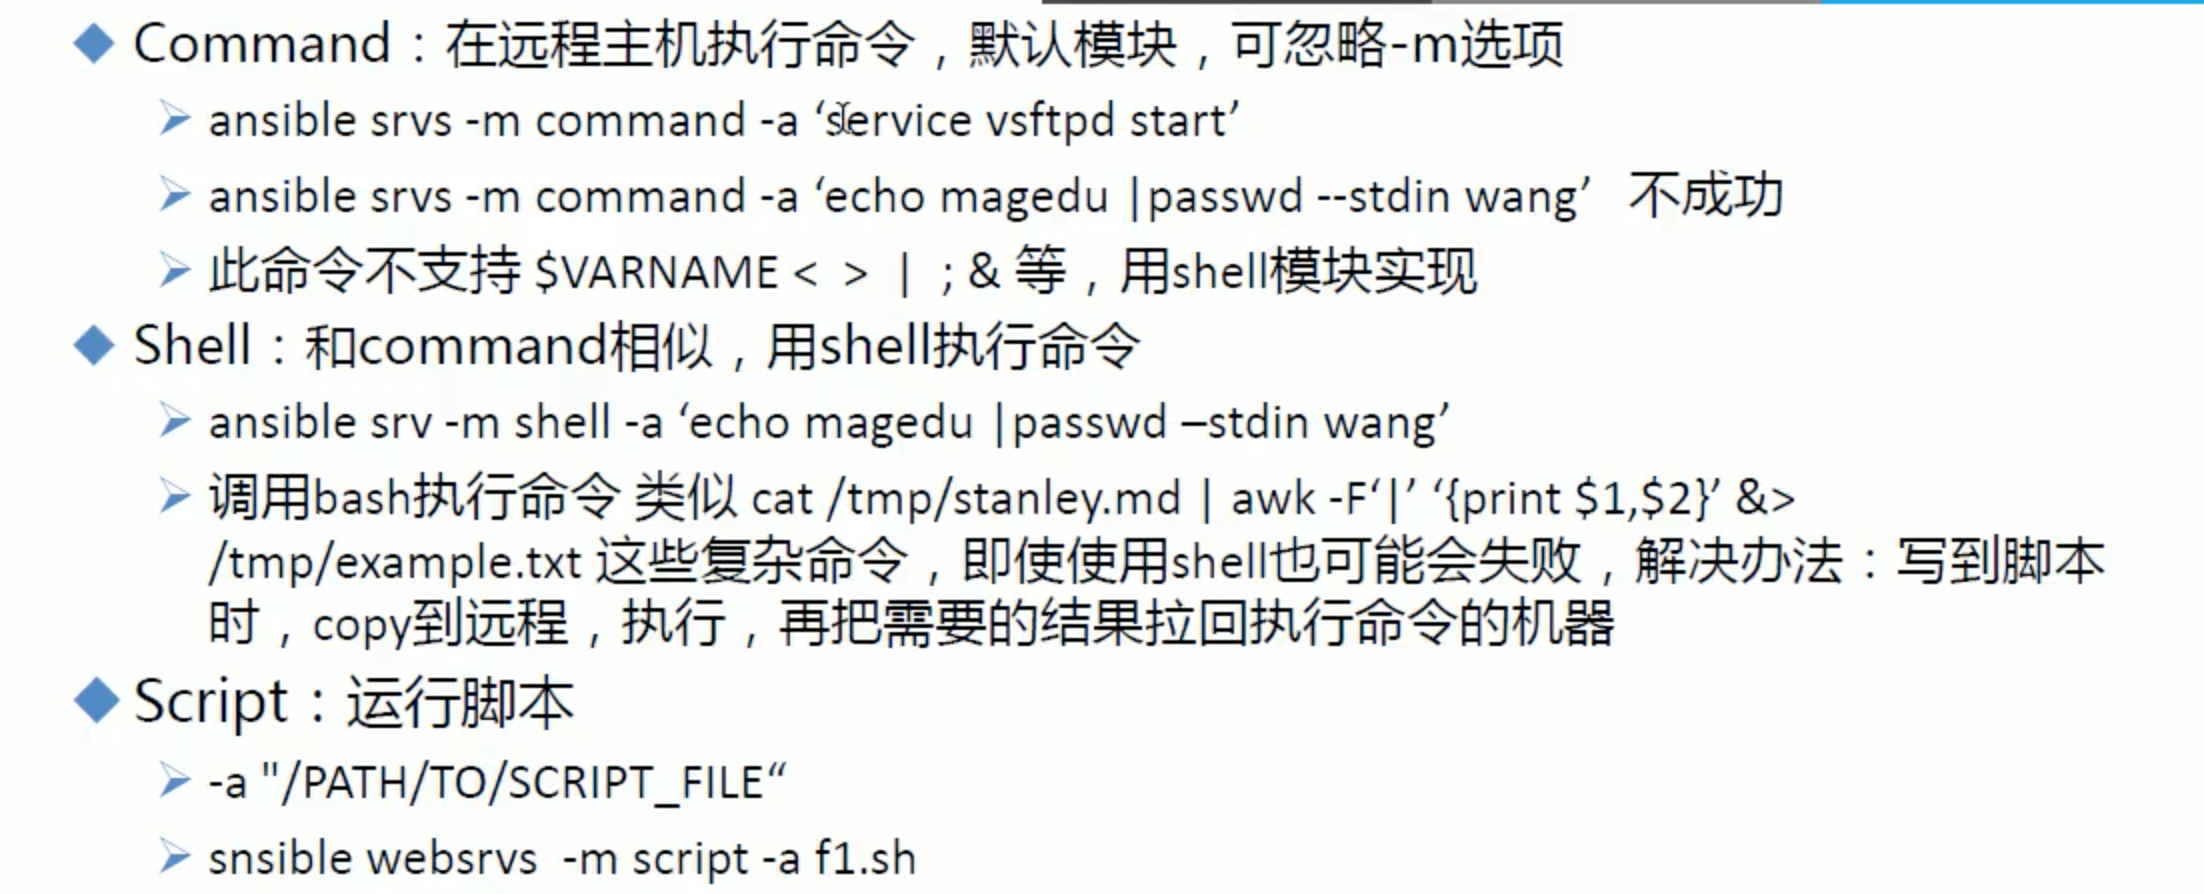 Command：在远程主机执行命令，默认模块，可忽略-m选项
ansible srvs -m command -a ‘service vsftpd start’
ansible srvs -m command -a ‘echo magedu |passwd --stdin wang’ 不成功
此命令不支持 $VARNAME < > | ; & 等，用shell模块实现
Shell：和command相似，用shell执行命令
ansible srv -m shell -a ‘echo magedu |passwd –stdin wang’
调用bash执行命令 类似 cat /tmp/stanley.md | awk -F‘|’ ‘{print $1,$2}’ &>
/tmp/example.txt 这些复杂命令，即使使用shell也可能会失败，解决办法：写到脚本
时，copy到远程，执行，再把需要的结果拉回执行命令的机器
Script：运行脚本
-a "/PATH/TO/SCRIPT_FILE“
snsible websrvs -m script -a f1.sh